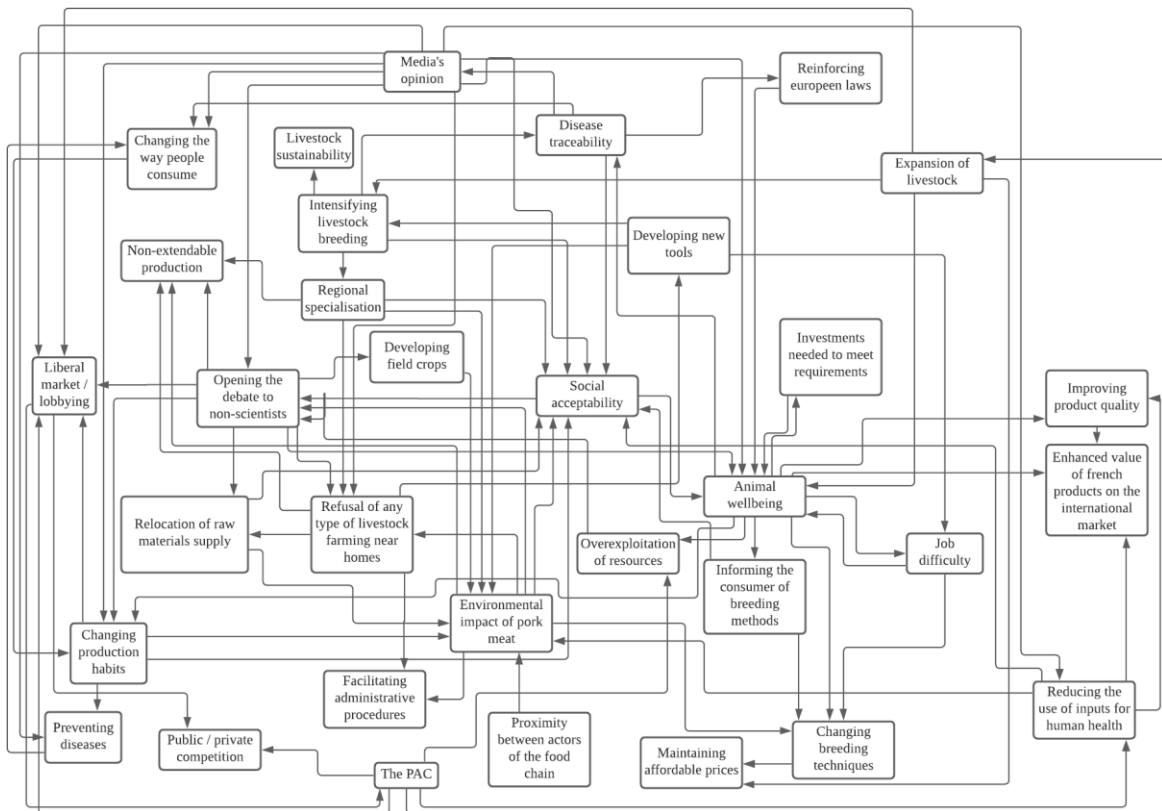 Media's
opinion
Reinforcing
europeen laws
Disease
traceability
Changing the
way people
consume
Livestock
sustainability
Expansion of
livestock
Intensifying
livestock
breeding
Developing new
tools
Non-extendable
production
Regional
specialisation
Investments
needed to meet
requirements
Developing
field crops
Liberal
market /
lobbying
Opening the
debate to
non-scientists
Social
acceptability
Improving
product quality
Enhanced value
of french
products on the
international
market
Animal
wellbeing
Relocation of raw
materials supply
Refusal of any
type of livestock
farming near
homes
Overexploitation
of resources
Job
difficulty
Informing the
consumer of
breeding
methods
Environmental
impact of pork
meat
Changing
production
habits
Facilitating
administrative
procedures
Reducing the
use of inputs for
human health
Preventing
diseases
Public / private
competition
Proximity
between actors
of the food
chain
Changing
breeding
techniques
Maintaining
affordable prices
The PAC